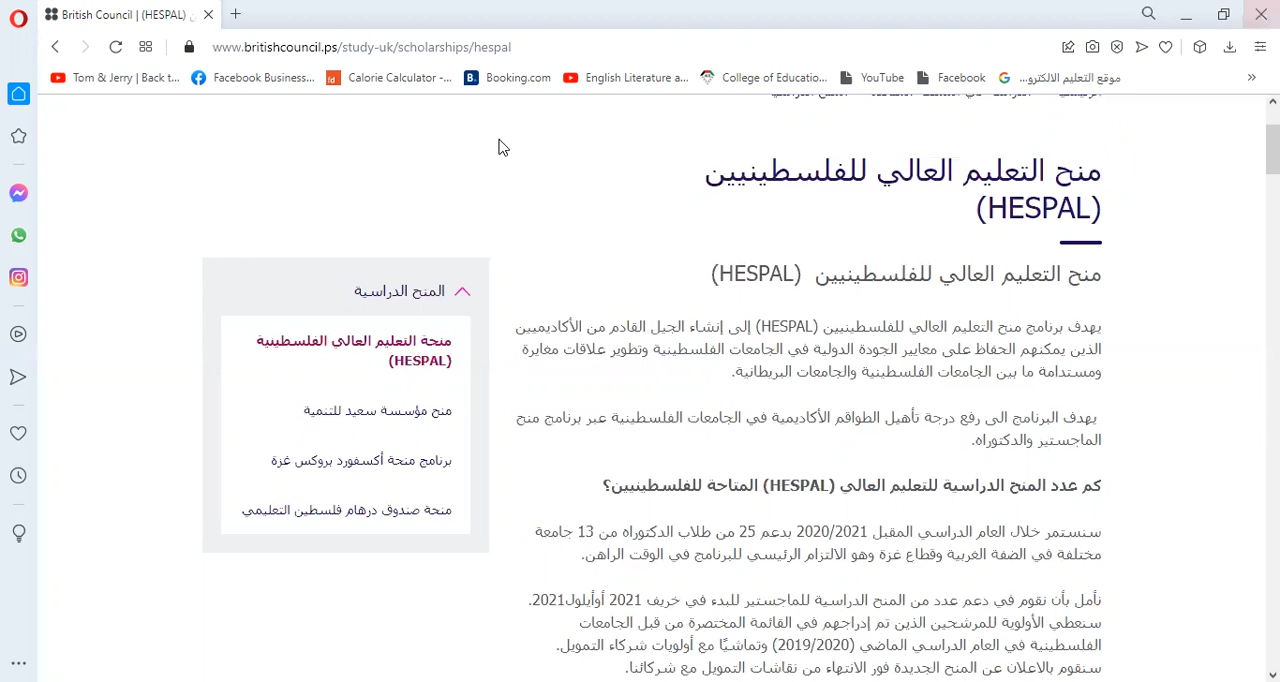 British Council | (HESPAL)
www.britishcouncil.ps/study-uk/scholarships/hespal
Tom & Jerry | Back t...
Facebook Business...
Calorie Calculator -...
Booking.com
English Literature a...
College of Educatio...
YouTube
Facebook
موقع التعليم الالكترو...
منح التعليم العالي للفلسطينيين
(HESPAL)
منح التعليم العالي للفلسطينيين (HESPAL)
المنح الدراسية
منحة التعليم العالي الفلسطينية
(HESPAL)
منح مؤسسة سعيد للتنمية
برنامج منحة أكسفورد بروكس غزة
منحة صندوق درهام فلسطين التعليمي
يهدف برنامج منح التعليم العالي للفلسطينيين (HESPAL) إلى إنشاء الجيل القادم من الأكاديميين
الذين يمكنهم الحفاظ على معايير الجودة الدولية في الجامعات الفلسطينية وتطوير علاقات مغايرة
ومستدامة ما بين الجامعات الفلسطينية والجامعات البريطانية.
يهدف البرنامج الى رفع درجة تأهيل الطواقم الأكاديمية في الجامعات الفلسطينية عبر برنامج منح
الماجستير والدكتوراه.
كم عدد المنح الدراسية للتعليم العالي (HESPAL) المتاحة للفلسطينيين؟
سنستمر خلال العام الدراسي المقبل 2020/2021 بدعم 25 من طلاب الدكتوراه من 13 جامعة
مختلفة في الضفة الغربية وقطاع غزة وهو الالتزام الرئيسي للبرنامج في الوقت الراهن.
نأمل بأن نقوم في دعم عدد من المنح الدراسية للماجستير للبدء في خريف 2021 أوأيلول2021.
سنعطي الأولوية للمرشحين الذين تم إدراجهم في القائمة المختصرة من قبل الجامعات
الفلسطينية في العام الدراسي الماضي (2019/2020) وتماشيًا مع أولويات شركاء التمويل.
سنقوم بالاعلان عن المنح الجديدة فور الانتهاء من نقاشات التمويل مع شركائنا.